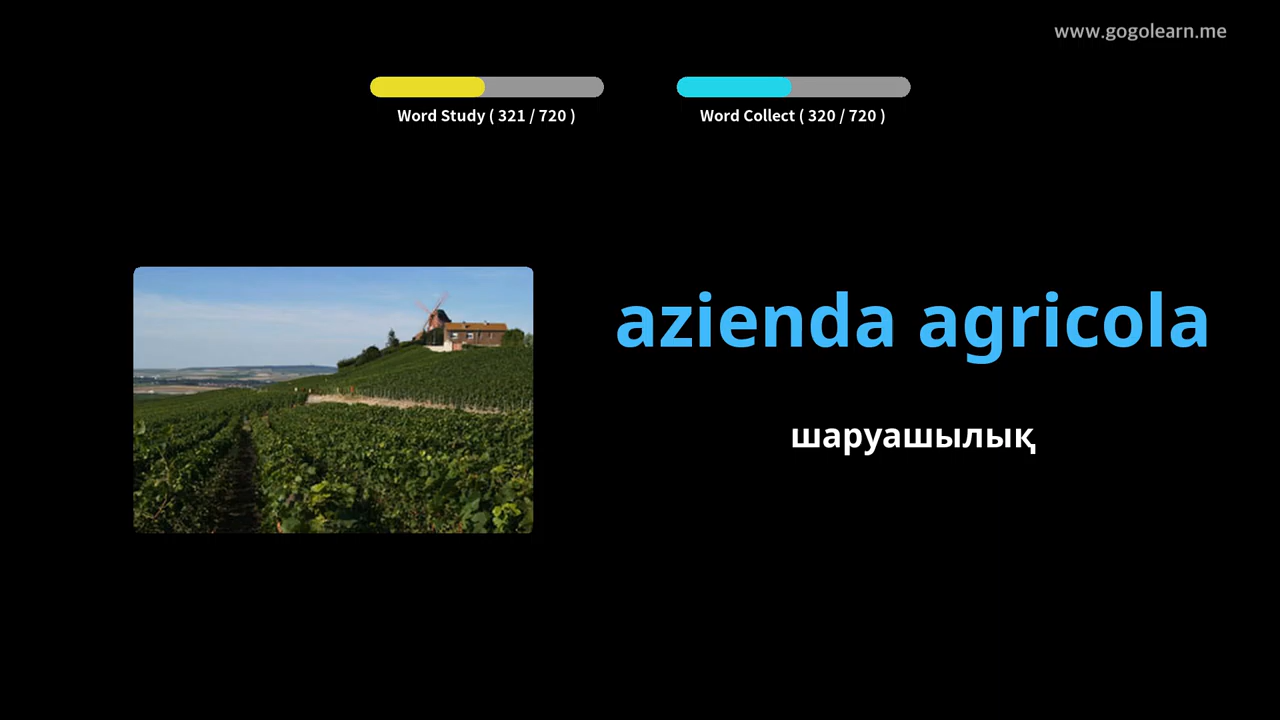 www.gogolearn.me
Word Study ( 321 / 720 )
Word Collect ( 320 / 720 )
azienda agricola
шаруашылық